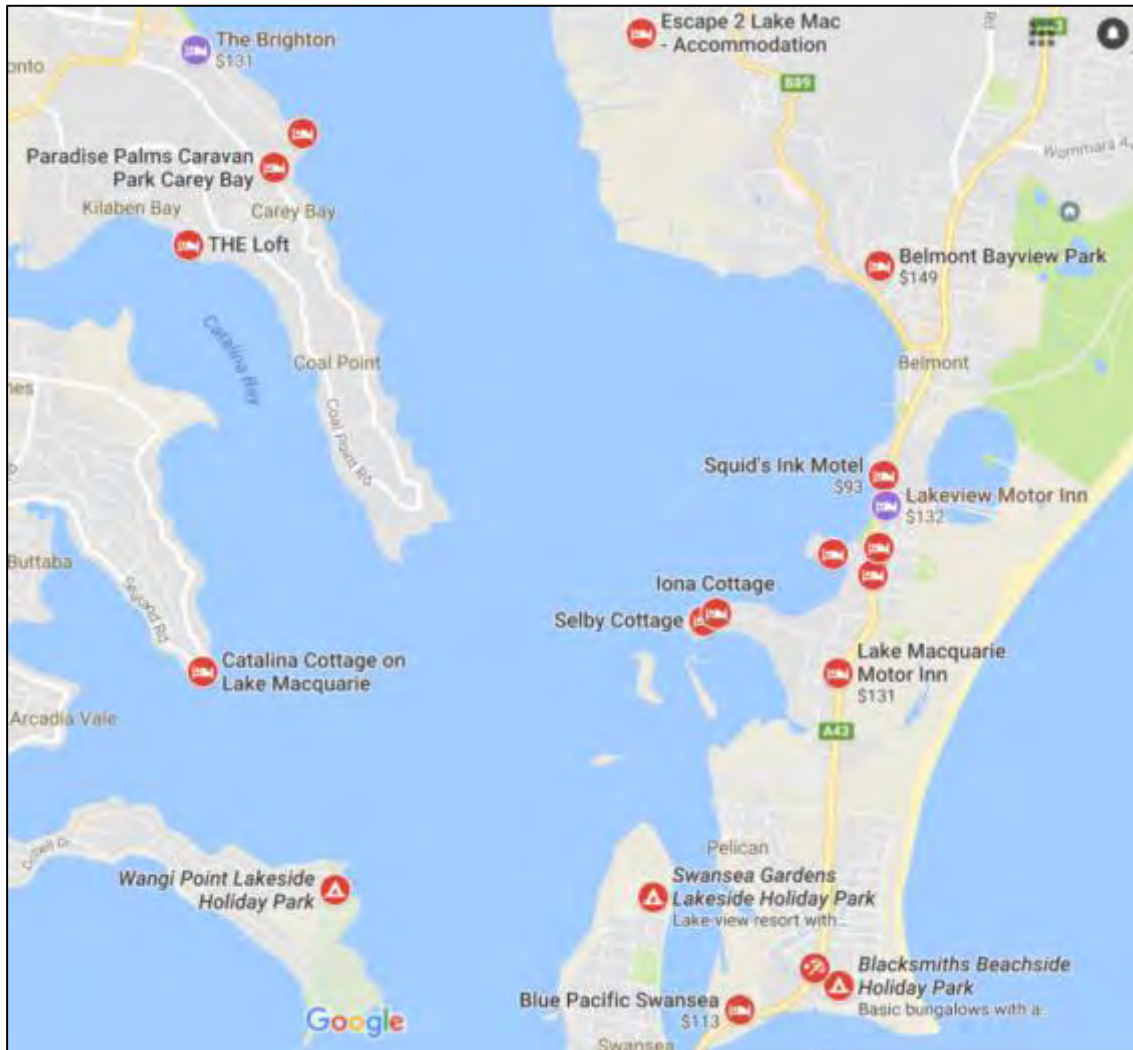 The Brighton
$131
onto
Escape 2 Lake Mac
- Accommodation
B89
Paradise Palms Caravan
Park Carey Bay
Kilaben Bay
Carey Bay
THE Loft
Belmont Bayview Park
$149
Catalina Bay
Coal Point
Coal Point Rd
Belmont
Squid's Ink Motel
$93
Lakeview Motor Inn
$132
Buttaba
Iona Cottage
Selby Cottage
Catalina Cottage on
Lake Macquarie
Lake Macquarie
Motor Inn
$131
Arcadia Vale
A43
Pelican
Wangi Point Lakeside
Holiday Park
Swansea Gardens
Lakeside Holiday Park
Lake view resort with...
Blacksmiths Beachside
Holiday Park
Basic bungalows with a...
Blue Pacific Swansea
$113
Swansea
Google